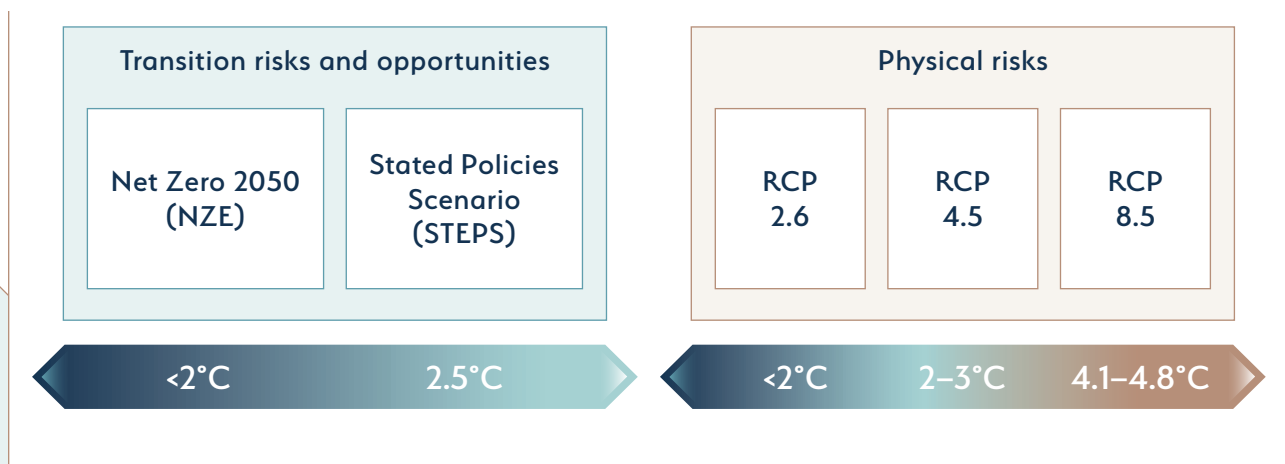 Transition risks and opportunities
Net Zero 2050
(NZE)
Stated Policies
Scenario
(STEPS)
<2°C
2.5°C
Physical risks
RCP
2.6
RCP
4.5
RCP
8.5
<2°C
2–3°C
4.1–4.8°C